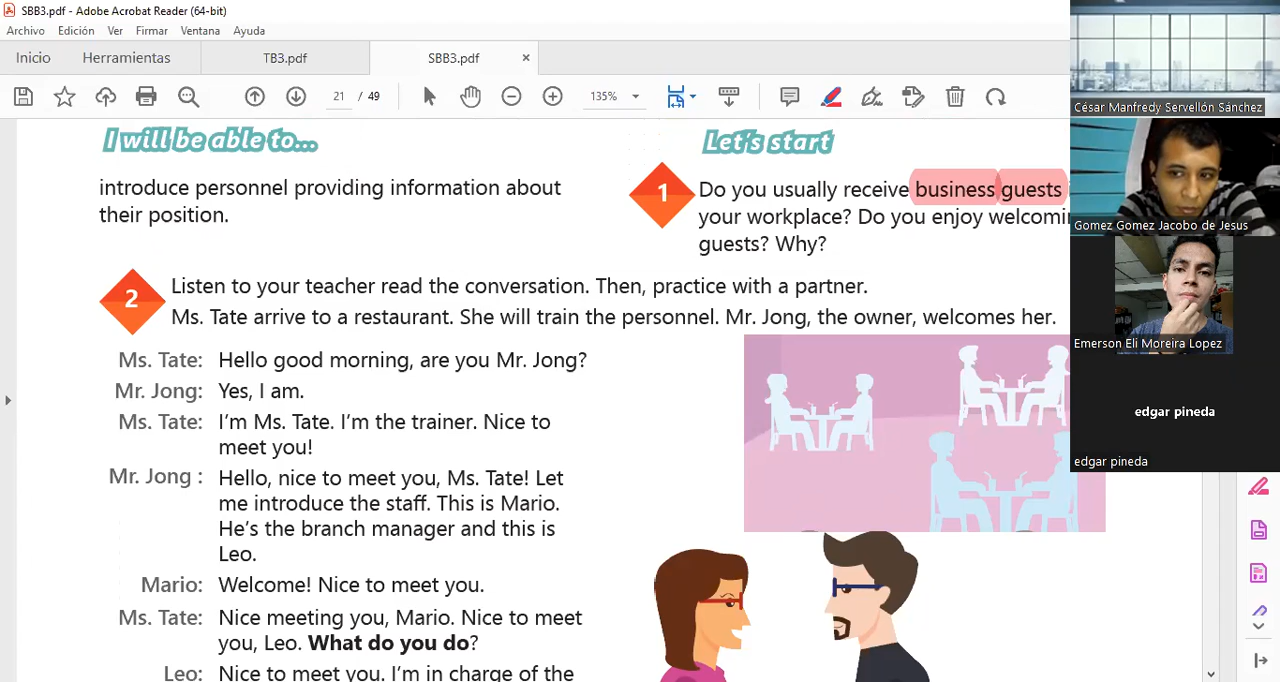 SBB3.pdf - Adobe Acrobat Reader (64-bit)
Archivo Edición Ver Firmar Ventana Ayuda
Inicio Herramientas TB3.pdf SBB3.pdf ×
21 / 49 135%
I will be able to...
introduce personnel providing information about
their position.
Let's start
1
Do you usually receive business guests
your workplace? Do you enjoy welcomi
guests? Why?
2
Listen to your teacher read the conversation. Then, practice with a partner.
Ms. Tate arrive to a restaurant. She will train the personnel. Mr. Jong, the owner, welcomes her.
Ms. Tate: Hello good morning, are you Mr. Jong?
Mr. Jong: Yes, I am.
Ms. Tate: I'm Ms. Tate. I'm the trainer. Nice to
meet you!
Mr. Jong : Hello, nice to meet you, Ms. Tate! Let
me introduce the staff. This is Mario.
He's the branch manager and this is
Leo.
Mario: Welcome! Nice to meet you.
Ms. Tate: Nice meeting you, Mario. Nice to meet
you, Leo. What do you do?
Leo: Nice to meet you. I'm in charge of the
César Manfredy Servellón Sánchez
Gomez Gomez Jacobo de Jesus
Emerson Eli Moreira Lopez
edgar pineda
edgar pineda